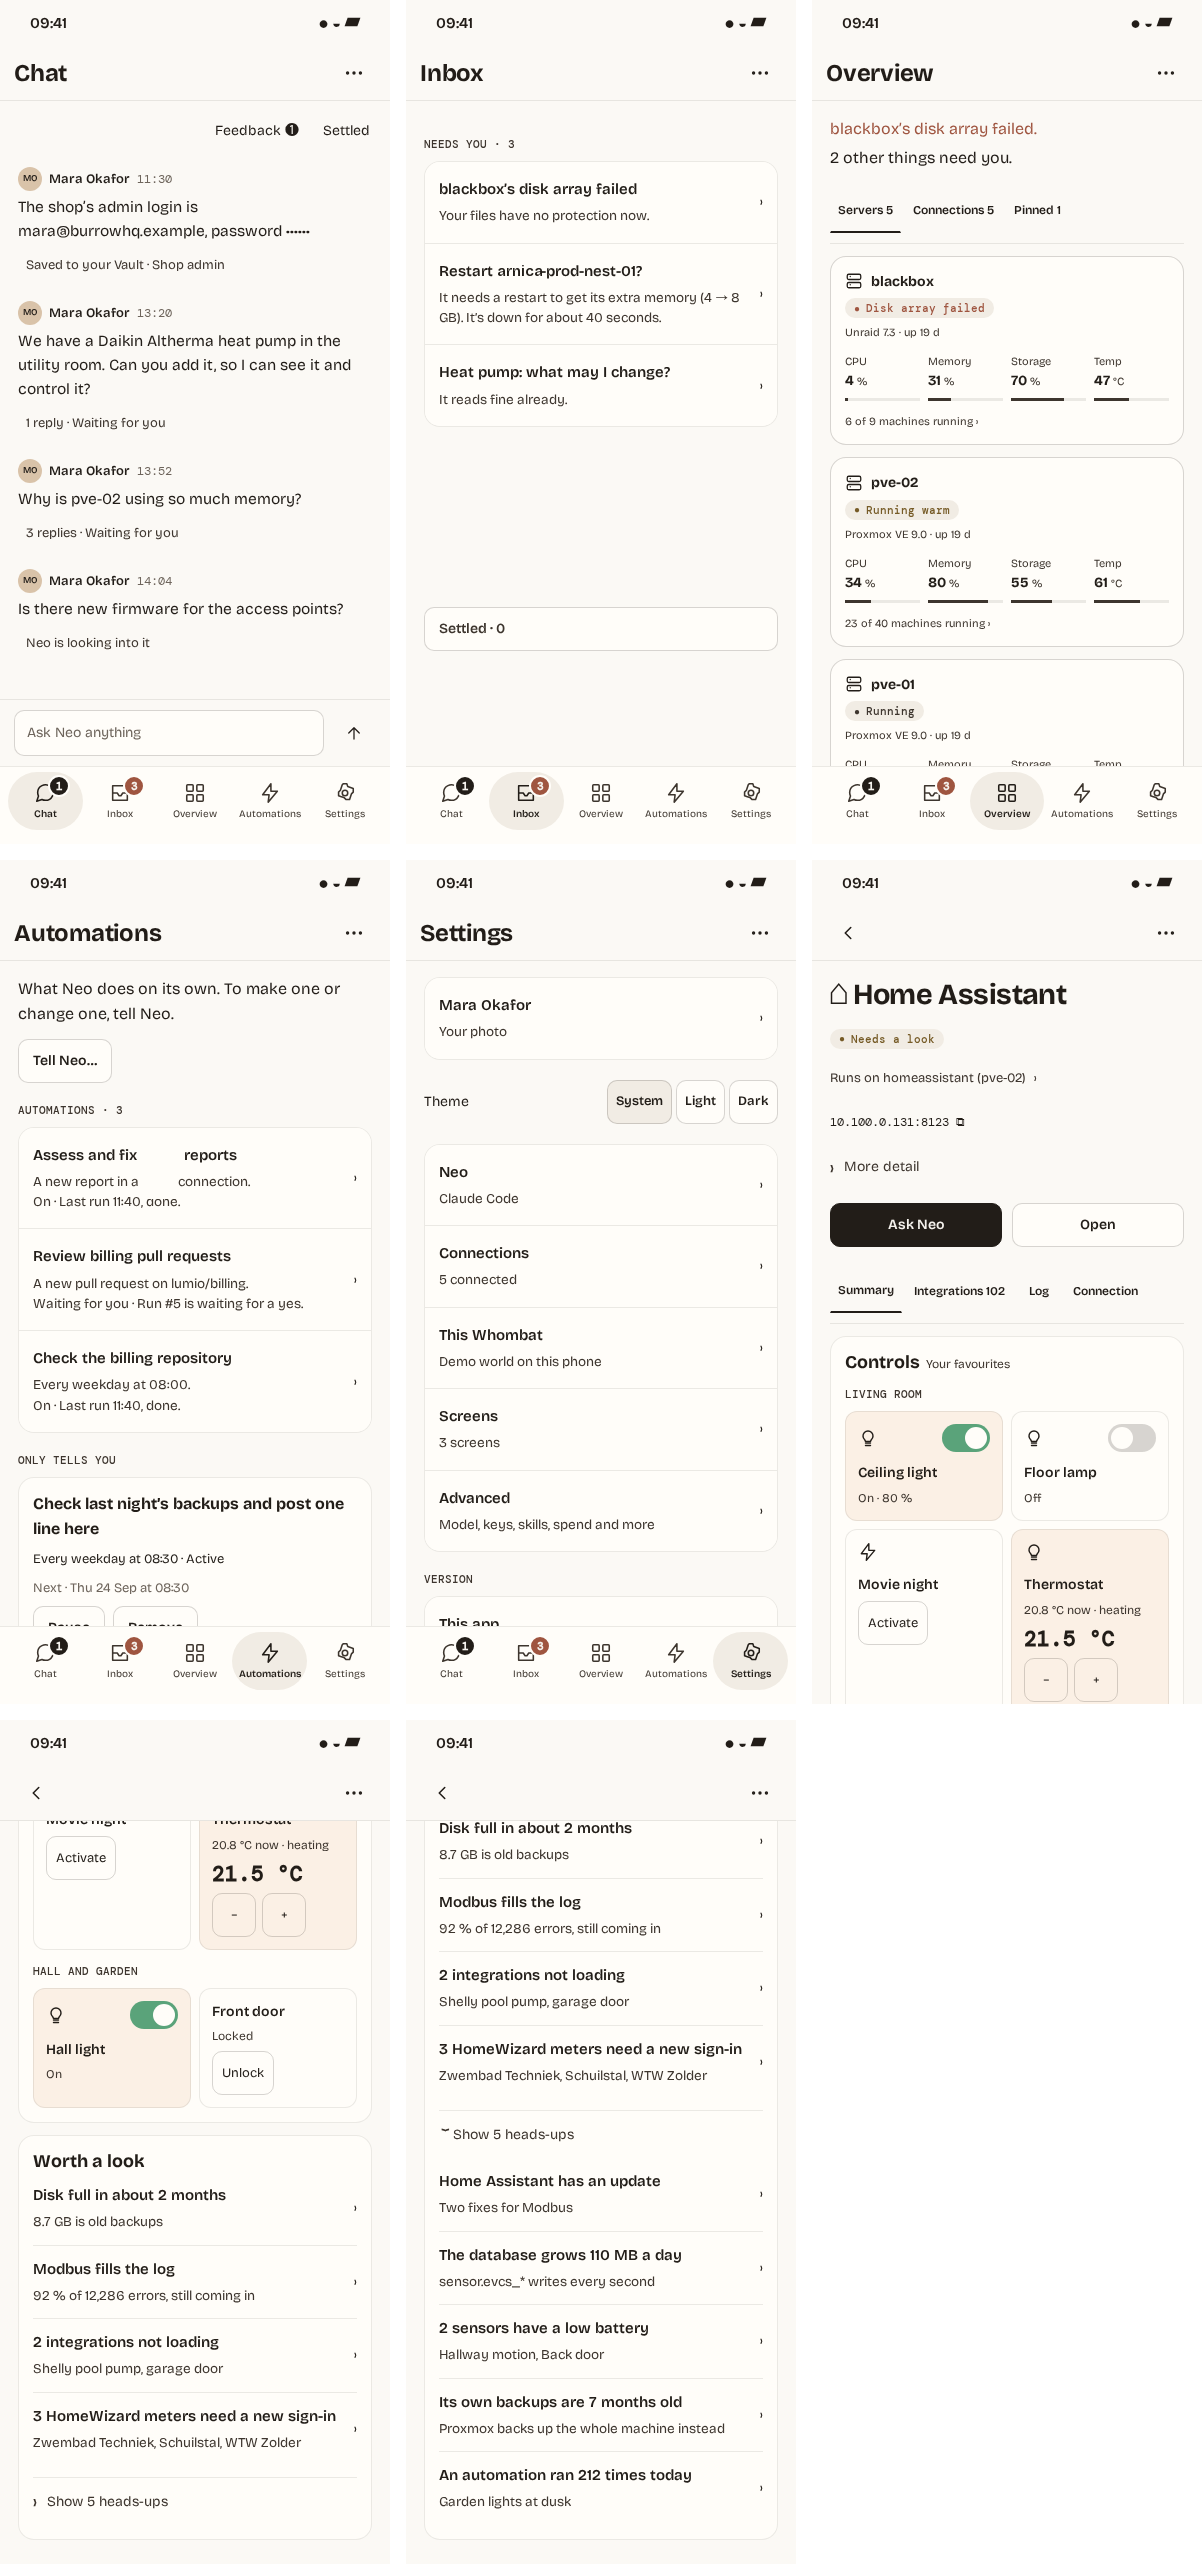 09:41
Chat
Feedback 1 Settled
MO Mara Okafor 11:30
The shop's admin login is
mara@burrowhq.example, password ••••••
Saved to your Vault · Shop admin
MO Mara Okafor 13:20
We have a Daikin Altherma heat pump in the
utility room. Can you add it, so I can see it and
control it?
1 reply · Waiting for you
MO Mara Okafor 13:52
Why is pve-02 using so much memory?
3 replies · Waiting for you
MO Mara Okafor 14:04
Is there new firmware for the access points?
Neo is looking into it
Ask Neo anything
1 3
Chat Inbox Overview Automations Settings
09:41
Inbox
NEEDS YOU · 3
blackbox's disk array failed
Your files have no protection now.
Restart arnica-prod-nest-01?
It needs a restart to get its extra memory (4 → 8
GB). It's down for about 40 seconds.
Heat pump: what may I change?
It reads fine already.
Settled · 0
1 3
Chat Inbox Overview Automations Settings
09:41
Overview
blackbox's disk array failed.
2 other things need you.
Servers 5 Connections 5 Pinned 1
blackbox
• Disk array failed
Unraid 7.3 · up 19 d
CPU Memory Storage Temp
4 % 31 % 70 % 47 °C
6 of 9 machines running ›
pve-02
• Running warm
Proxmox VE 9.0 · up 19 d
CPU Memory Storage Temp
34 % 80 % 55 % 61 °C
23 of 40 machines running ›
pve-01
• Running
Proxmox VE 9.0 · up 19 d
CPU Memory Storage Temp
1 3
Chat Inbox Overview Automations Settings
09:41
Automations
What Neo does on its own. To make one or
change one, tell Neo.
Tell Neo…
AUTOMATIONS · 3
Assess and fix reports
A new report in a connection.
On · Last run 11:40, done.
Review billing pull requests
A new pull request on lumio/billing.
Waiting for you · Run #5 is waiting for a yes.
Check the billing repository
Every weekday at 08:00.
On · Last run 11:40, done.
ONLY TELLS YOU
Check last night's backups and post one
line here
Every weekday at 08:30 · Active
Next · Thu 24 Sep at 08:30
Pause Remove
1 3
Chat Inbox Overview Automations Settings
09:41
Settings
Mara Okafor
Your photo
Theme System Light Dark
Neo
Claude Code
Connections
5 connected
This Whombat
Demo world on this phone
Screens
3 screens
Advanced
Model, keys, skills, spend and more
VERSION
This app
1 3
Chat Inbox Overview Automations Settings
09:41
Home Assistant
• Needs a look
Runs on homeassistant (pve-02) ›
10.100.0.131:8123
› More detail
Ask Neo Open
Summary Integrations 102 Log Connection
Controls Your favourites
LIVING ROOM
Ceiling light
On · 80 %
Floor lamp
Off
Movie night
Activate
Thermostat
20.8 °C now · heating
21.5 °C
− +
09:41
Movie night
Activate
Thermostat
20.8 °C now · heating
21.5 °C
− +
HALL AND GARDEN
Hall light
On
Front door
Locked
Unlock
Worth a look
Disk full in about 2 months
8.7 GB is old backups
Modbus fills the log
92 % of 12,286 errors, still coming in
2 integrations not loading
Shelly pool pump, garage door
3 HomeWizard meters need a new sign-in
Zwembad Techniek, Schuilstal, WTW Zolder
› Show 5 heads-ups
09:41
Disk full in about 2 months
8.7 GB is old backups
Modbus fills the log
92 % of 12,286 errors, still coming in
2 integrations not loading
Shelly pool pump, garage door
3 HomeWizard meters need a new sign-in
Zwembad Techniek, Schuilstal, WTW Zolder
Show 5 heads-ups
Home Assistant has an update
Two fixes for Modbus
The database grows 110 MB a day
sensor.evcs_* writes every second
2 sensors have a low battery
Hallway motion, Back door
Its own backups are 7 months old
Proxmox backs up the whole machine instead
An automation ran 212 times today
Garden lights at dusk